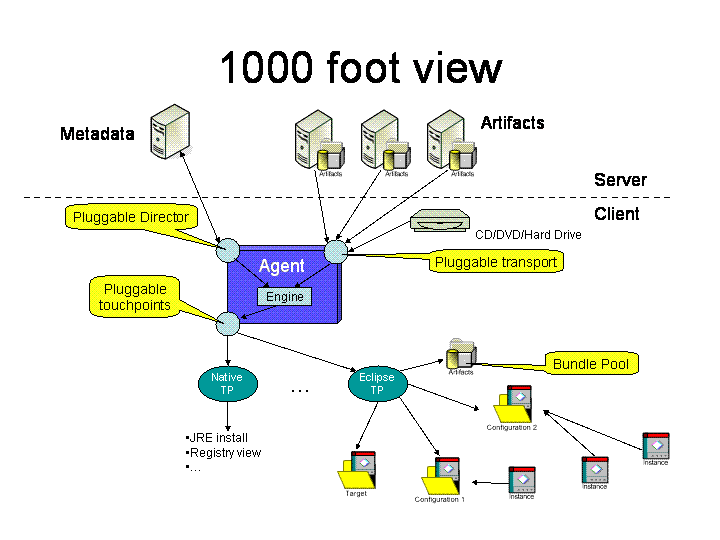 1000 foot view
Metadata
Artifacts
Artifacts
Artifacts
Artifacts
Server
Client
Pluggable Director
CD/DVD/Hard Drive
Agent
Pluggable transport
Pluggable
touchpoints
Engine
Bundle Pool
Artifacts
Native
TP
...
Eclipse
TP
Configuration 2
•JRE install
•Registry view
•...
Instance
Instance
Target
Configuration 1
Instance